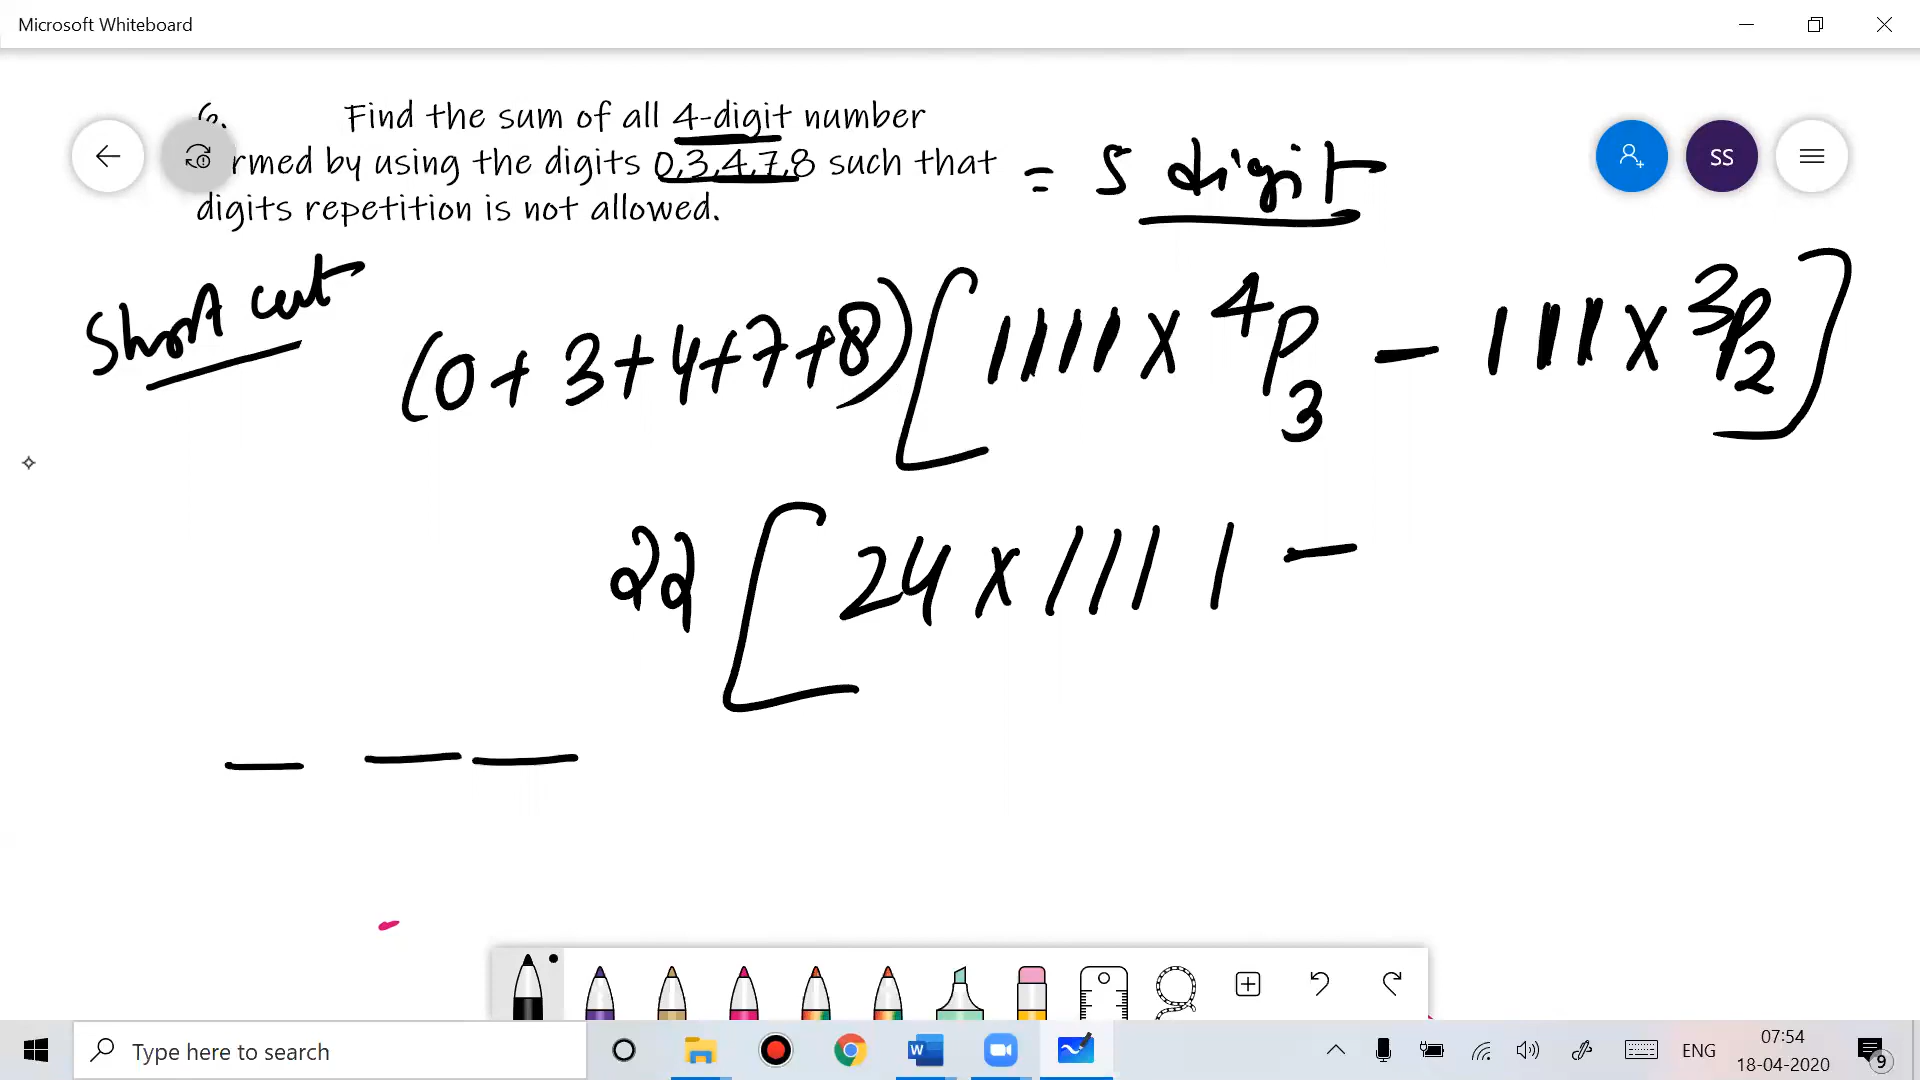 Microsoft Whiteboard
6. Find the sum of all 4-digit number
rmed by using the digits 0,3,4,7,8 such that
digits repetition is not allowed.
= 5 digit
SS
Short cut
(0+3+4+7+8)[1111 X ⁴P₃ − 111 X ³P₂]
22[24 X 1111 −
Type here to search
ENG
07:54
18-04-2020
9